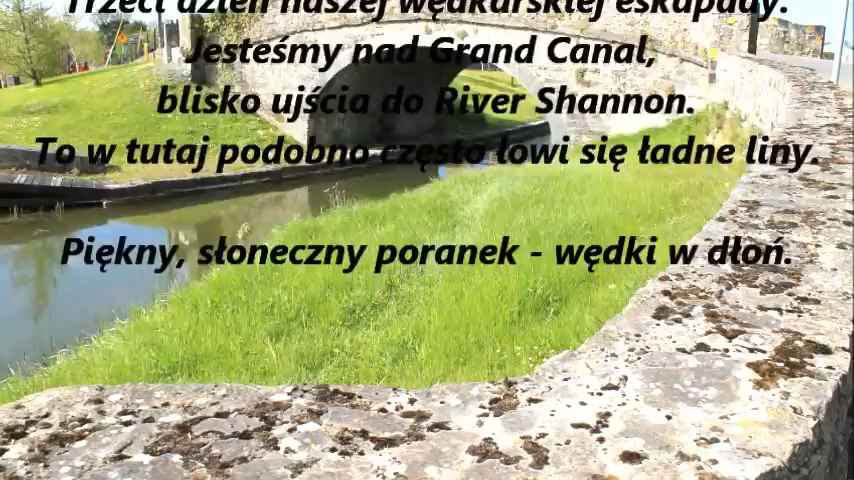 Trzeci dzień naszej wędkarskiej eskapady.
Jesteśmy nad Grand Canal,
blisko ujścia do River Shannon.
To w tutaj podobno często łowi się ładne liny.
Piękny, słoneczny poranek - wędki w dłoń.